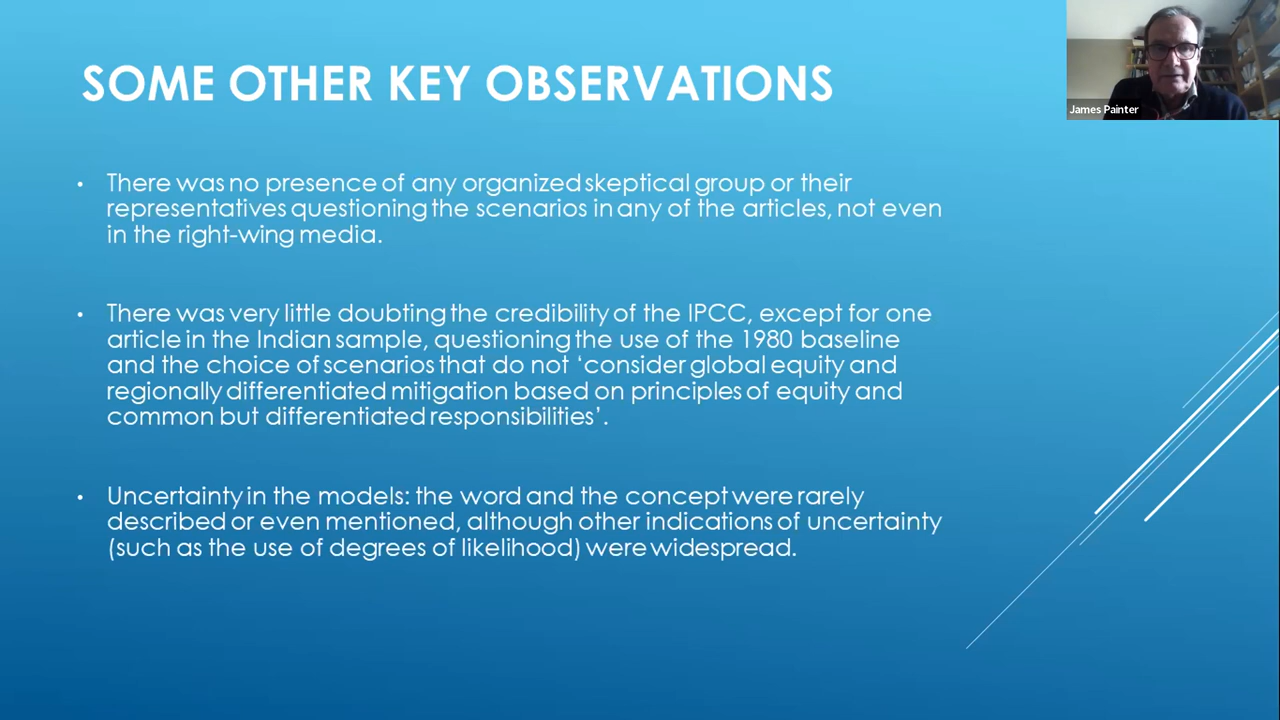 SOME OTHER KEY OBSERVATIONS
James Painter
• There was no presence of any organized skeptical group or their
representatives questioning the scenarios in any of the articles, not even
in the right-wing media.
• There was very little doubting the credibility of the IPCC, except for one
article in the Indian sample, questioning the use of the 1980 baseline
and the choice of scenarios that do not ‘consider global equity and
regionally differentiated mitigation based on principles of equity and
common but differentiated responsibilities’.
• Uncertainty in the models: the word and the concept were rarely
described or even mentioned, although other indications of uncertainty
(such as the use of degrees of likelihood) were widespread.